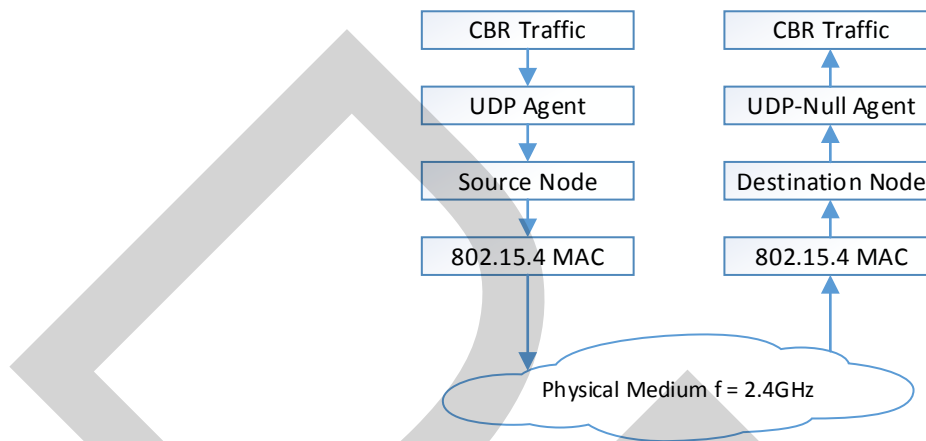 CBR Traffic
UDP Agent
Source Node
802.15.4 MAC
CBR Traffic
UDP-Null Agent
Destination Node
802.15.4 MAC
Physical Medium f = 2.4GHz